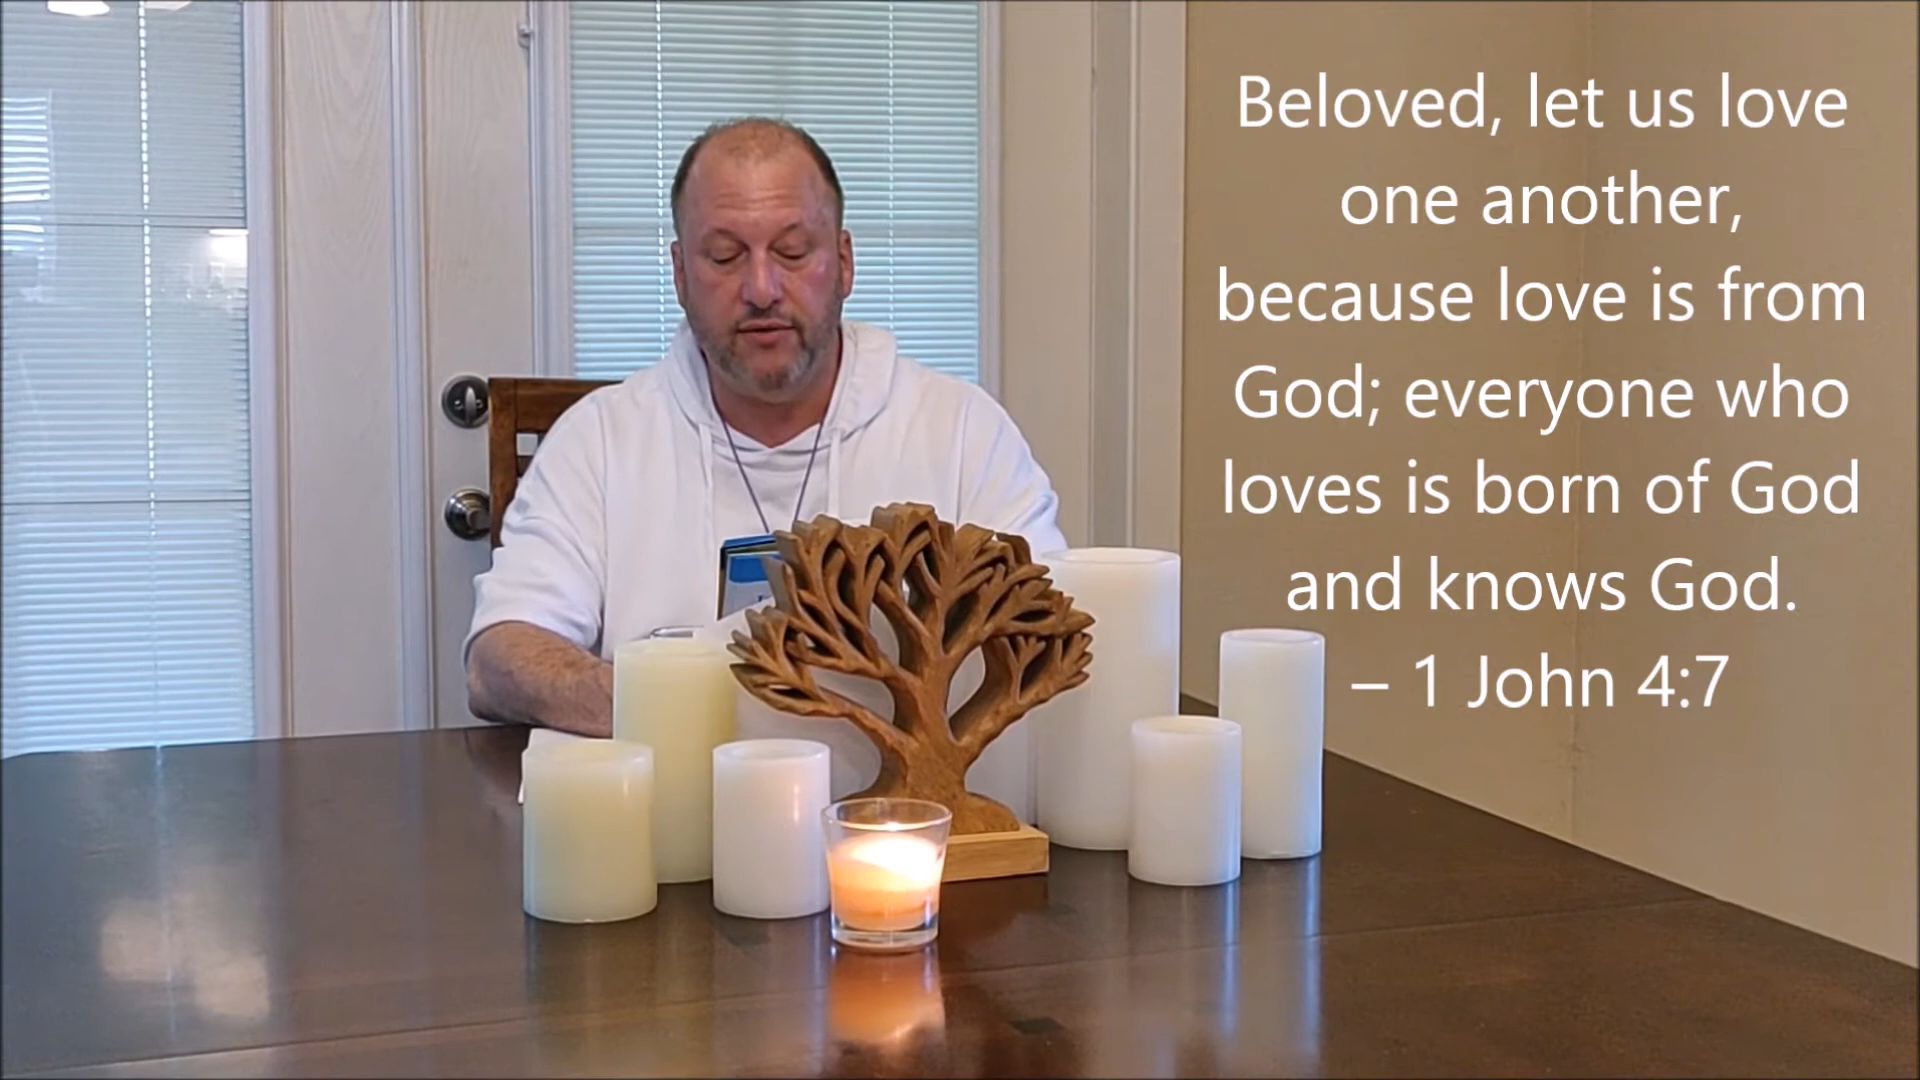 Beloved, let us love
one another,
because love is from
God; everyone who
loves is born of God
and knows God.
– 1 John 4:7